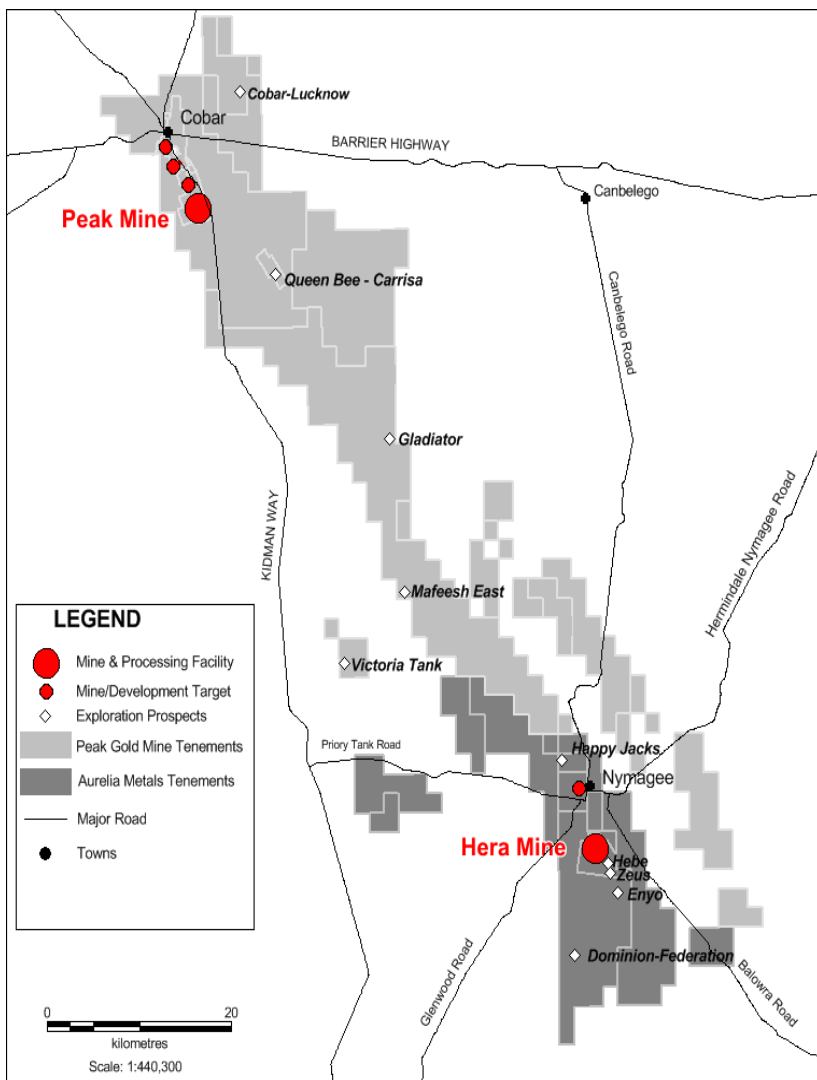 Cobar-Lucknow
Cobar
BARRIER HIGHWAY
Canbelego
Peak Mine
Queen Bee - Carrisa
Canbelego Road
Gladiator
KIDMAN WAY
Hermindale Nymagee Road
Mafeesh East
Victoria Tank
LEGEND
Mine & Processing Facility
Mine/Development Target
Exploration Prospects
Peak Gold Mine Tenements
Aurelia Metals Tenements
Major Road
Towns
Priory Tank Road
Happy Jacks
Nymagee
Hera Mine
Hebe
Zeus
Enyo
Dominion-Federation
Glenwood Road
Balowra Road
0 20
kilometres
Scale: 1:440,300